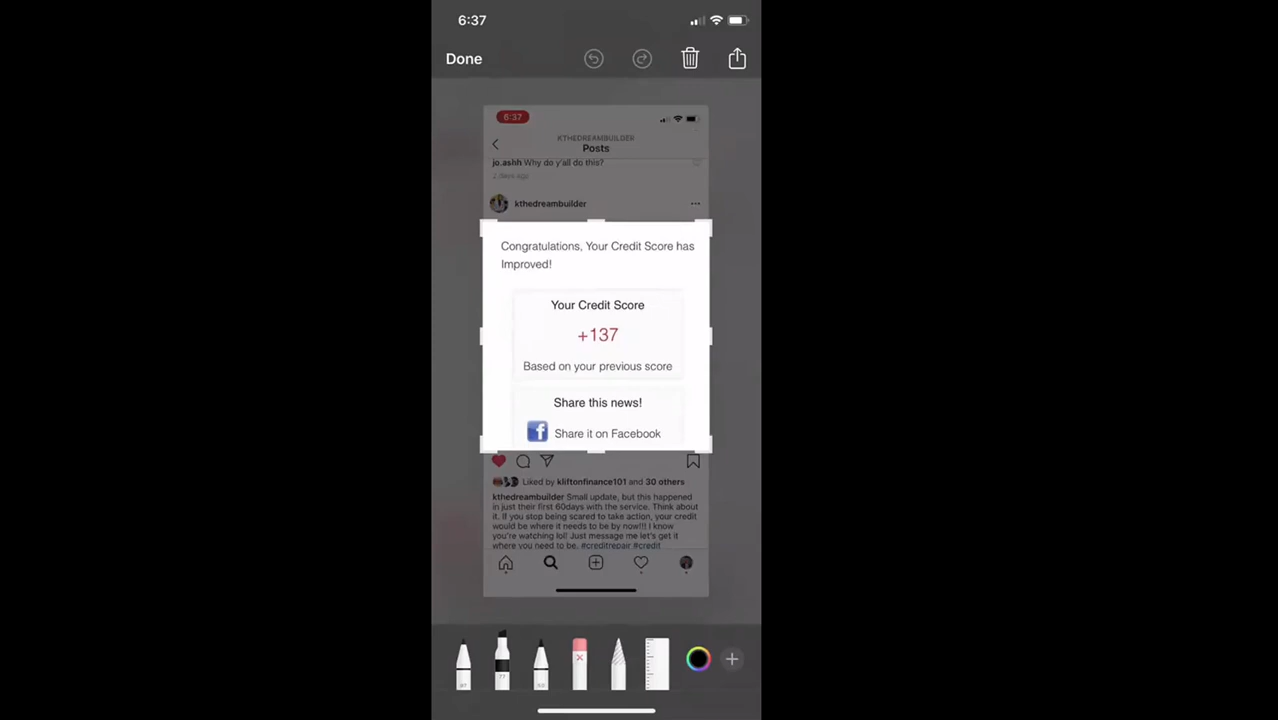 6:37
Done
6:37
KTHEDREAMBUILDER
Posts
jo.ashh Why do y'all do this?
kthedreambuilder
Congratulations, Your Credit Score has
Improved!
Your Credit Score
+137
Based on your previous score
Share this news!
f Share it on Facebook
Liked by kliftonfinance101 and 30 others
kthedreambuilder Small update, but this happened
in just their first 60days with the service. Think about
it. If you stop being scared to take action, your credit
would be where it needs to be by now!!! I know
you're watching lol! Just message me let's get it
where you need to be. #creditrepair #credit